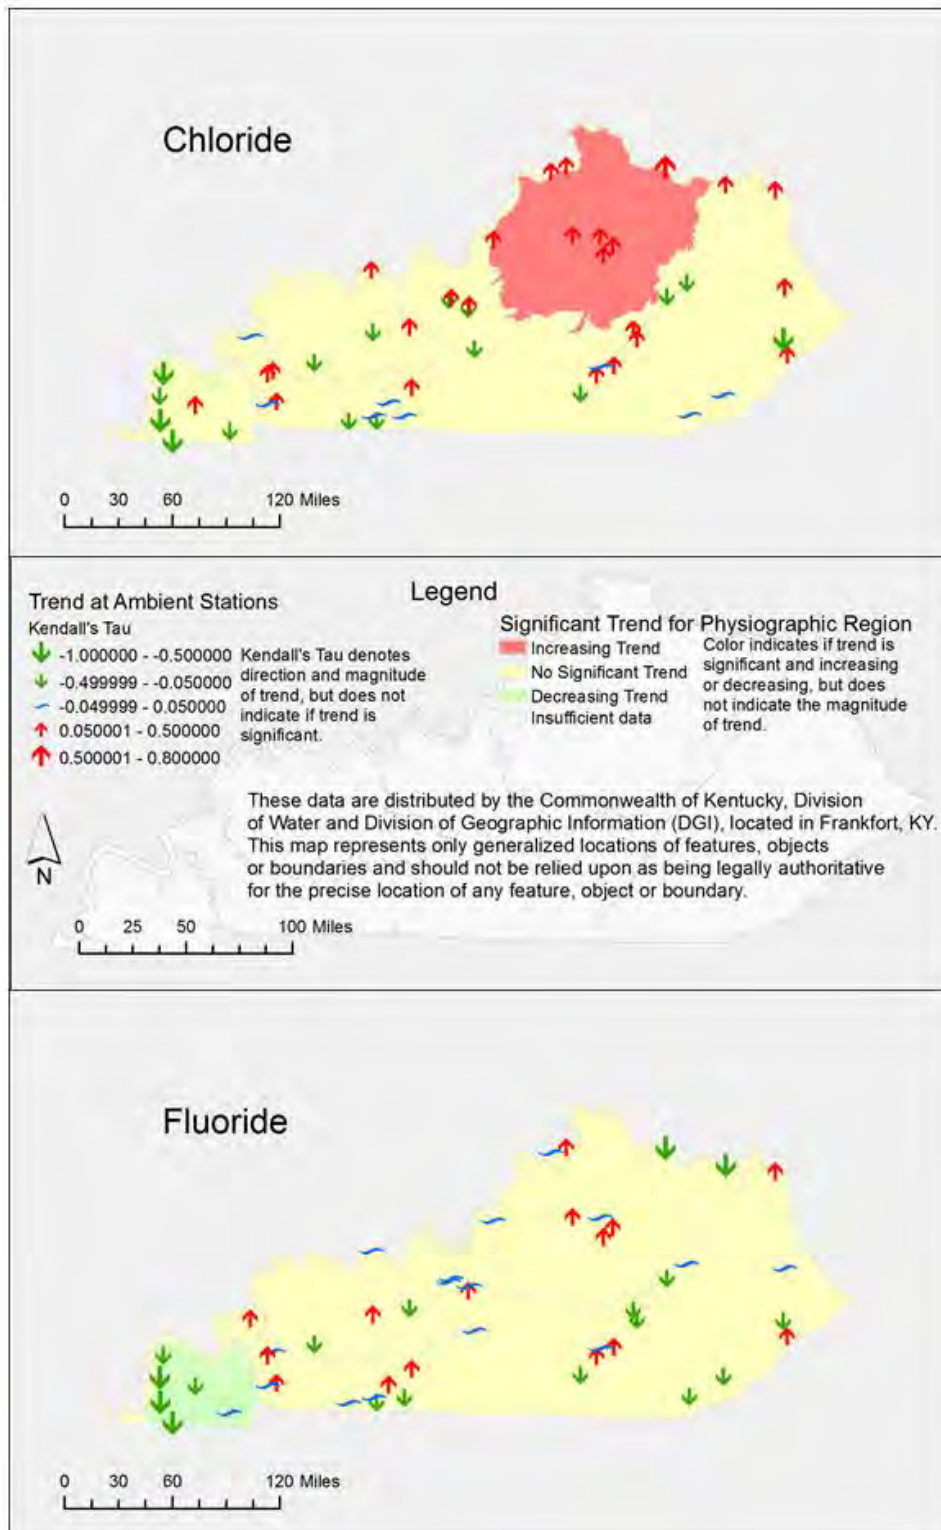 Chloride
0 30 60 120 Miles
Legend
Trend at Ambient Stations
Kendall's Tau
-1.000000 - -0.500000
-0.499999 - -0.050000
-0.049999 - 0.050000
0.050001 - 0.500000
0.500001 - 0.800000
Kendall's Tau denotes
direction and magnitude
of trend, but does not
indicate if trend is
significant.
Significant Trend for Physiographic Region
Increasing Trend
No Significant Trend
Decreasing Trend
Insufficient data
Color indicates if trend is
significant and increasing
or decreasing, but does
not indicate the magnitude
of trend.
These data are distributed by the Commonwealth of Kentucky, Division
of Water and Division of Geographic Information (DGI), located in Frankfort, KY.
This map represents only generalized locations of features, objects
or boundaries and should not be relied upon as being legally authoritative
for the precise location of any feature, object or boundary.
N
0 25 50 100 Miles
Fluoride
0 30 60 120 Miles